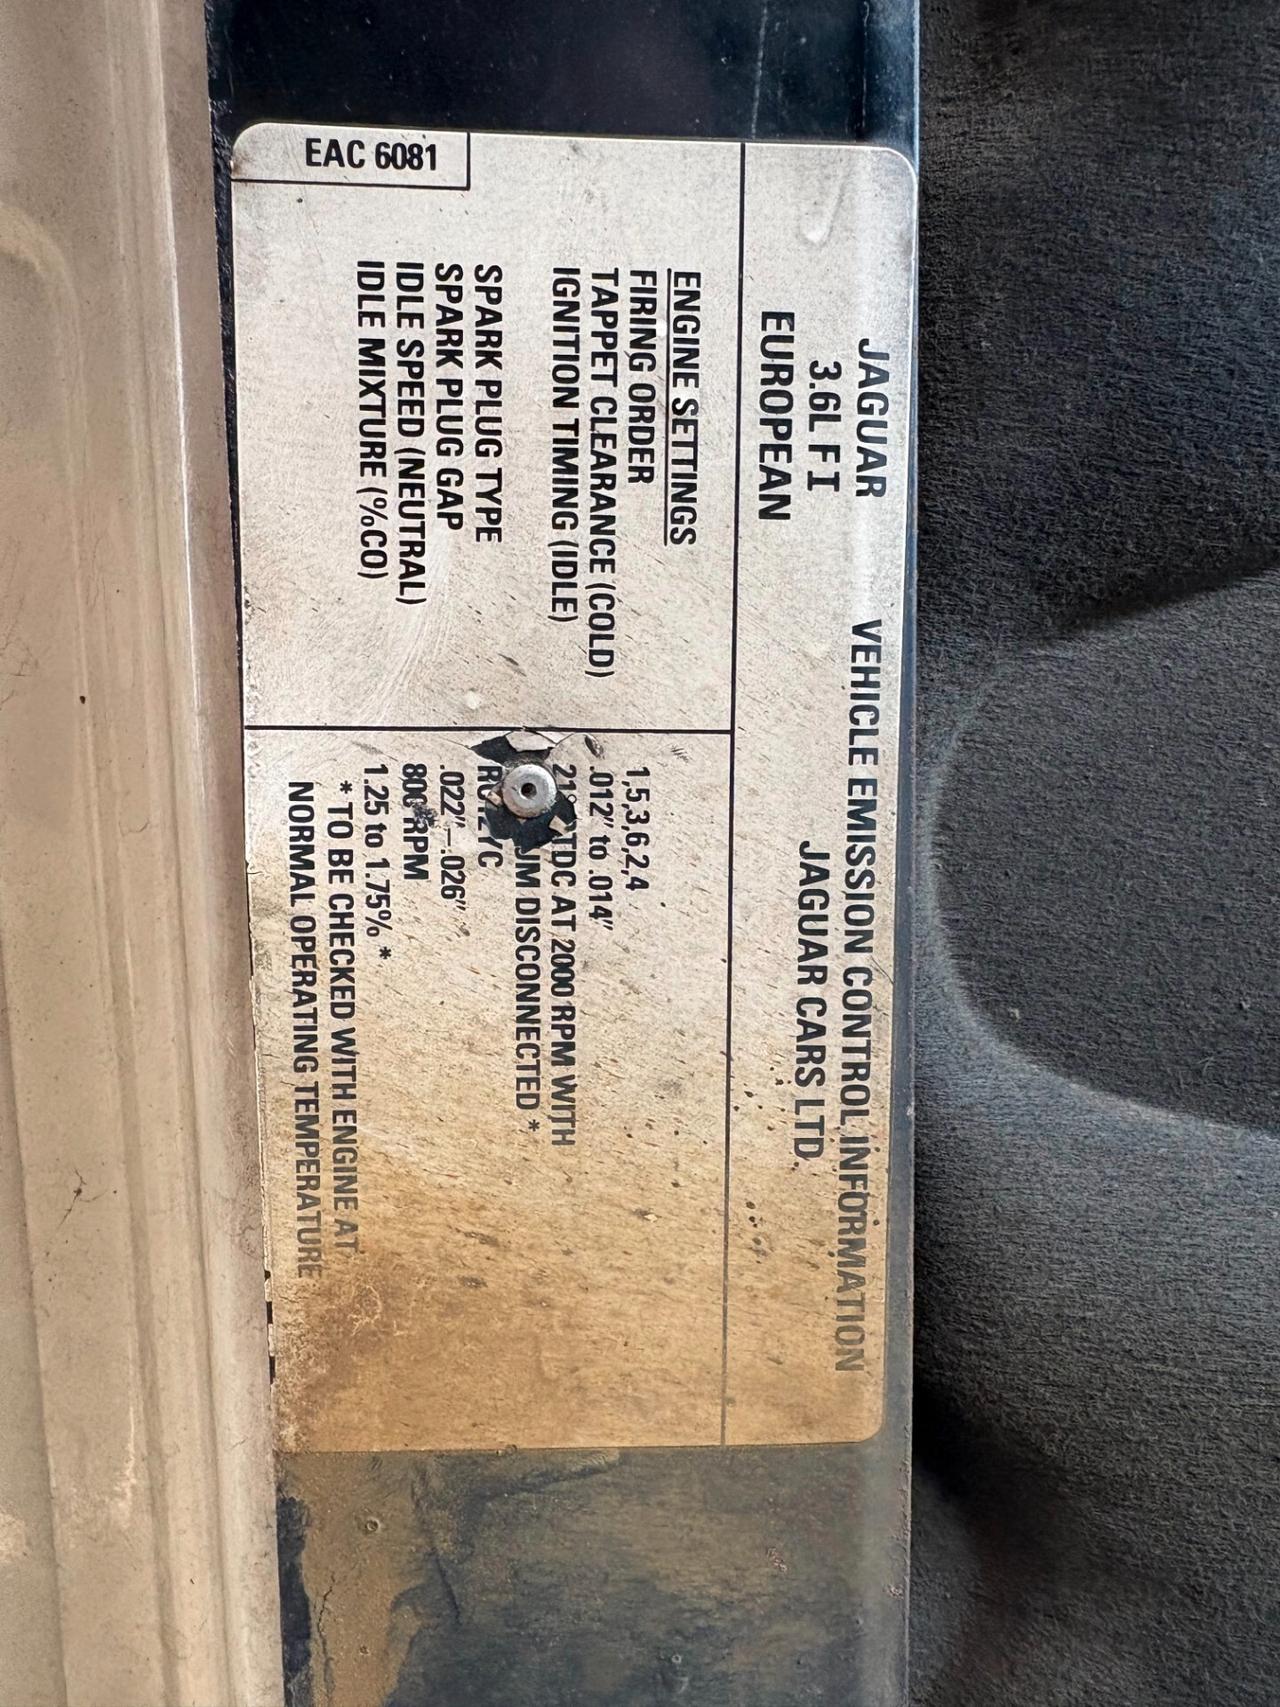 EAC 6081
JAGUAR VEHICLE EMISSION CONTROL INFORMATION
3.6L FI JAGUAR CARS LTD.
EUROPEAN
ENGINE SETTINGS
FIRING ORDER 1,5,3,6,2,4
TAPPET CLEARANCE (COLD) .012" to .014"
IGNITION TIMING (IDLE) TDC AT 2000 RPM WITH
DISCONNECTED *
SPARK PLUG TYPE
SPARK PLUG GAP .022"–.026"
IDLE SPEED (NEUTRAL) 800 RPM
IDLE MIXTURE (%CO) 1.25 to 1.75% *
* TO BE CHECKED WITH ENGINE AT
NORMAL OPERATING TEMPERATURE